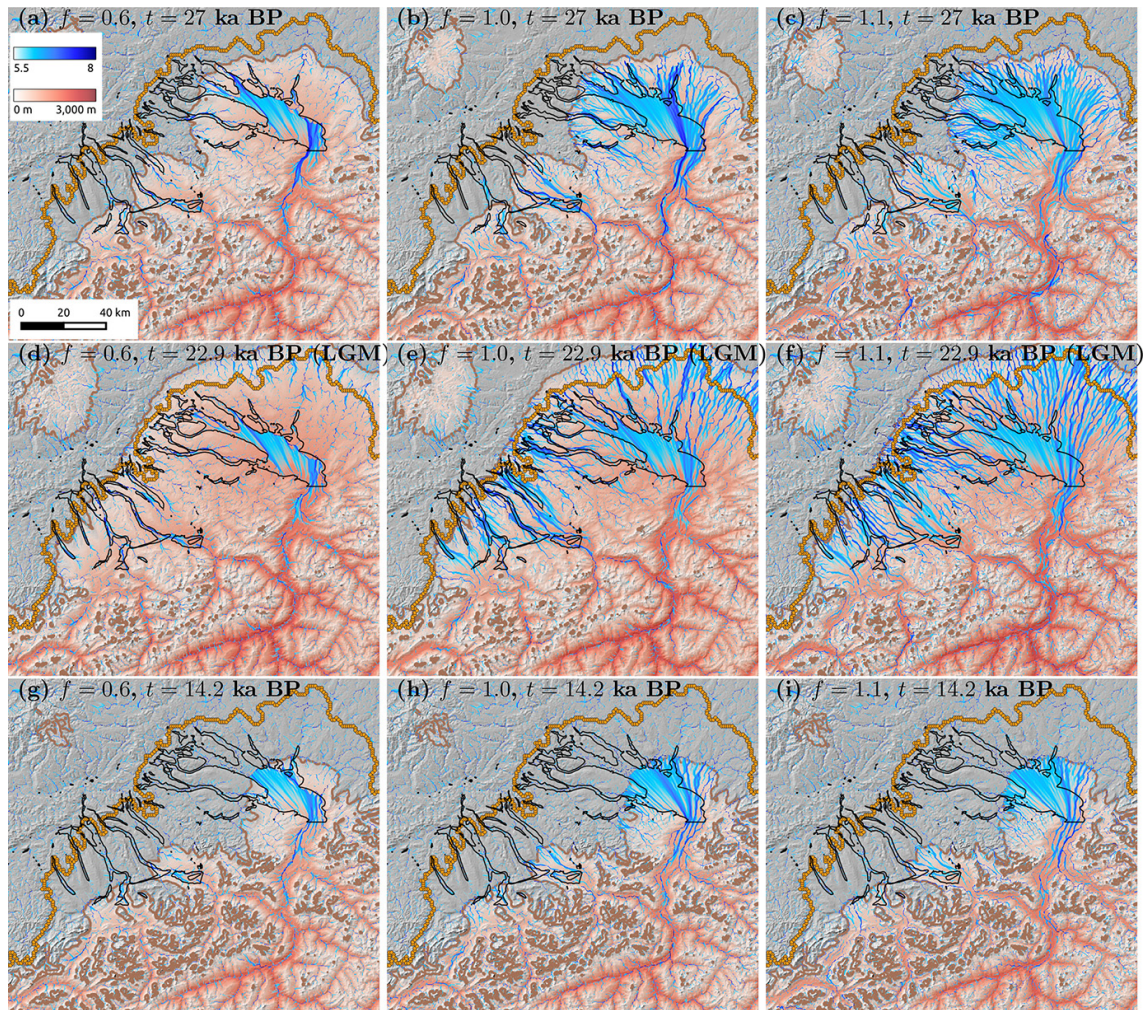 (a) f = 0.6, t = 27 ka BP
(b) f = 1.0, t = 27 ka BP
(c) f = 1.1, t = 27 ka BP
5.5 8
0 m 3,000 m
0 20 40 km
(d) f = 0.6, t = 22.9 ka BP (LGM)
(e) f = 1.0, t = 22.9 ka BP (LGM)
(f) f = 1.1, t = 22.9 ka BP (LGM)
(g) f = 0.6, t = 14.2 ka BP
(h) f = 1.0, t = 14.2 ka BP
(i) f = 1.1, t = 14.2 ka BP